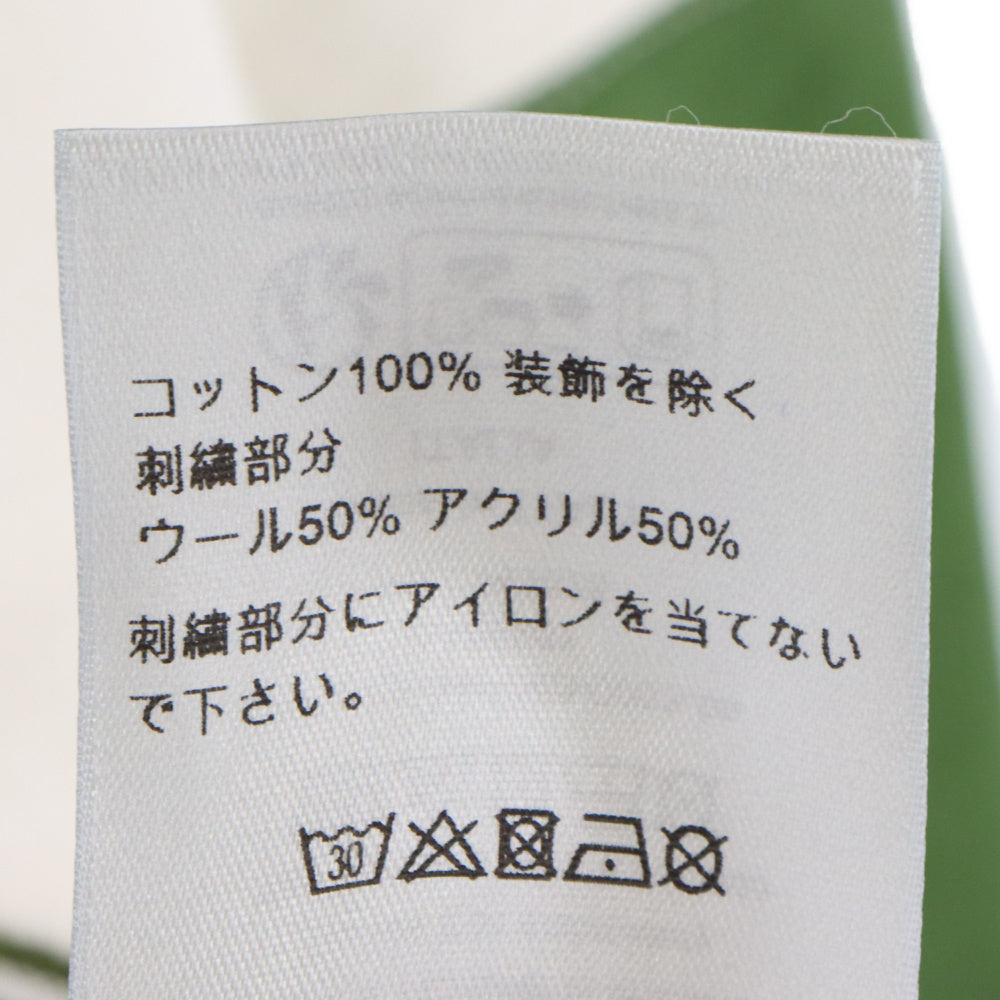 コットン100% 装飾を除く
刺繍部分
ウール50% アクリル50%
刺繍部分にアイロンを当てない
で下さい。
30